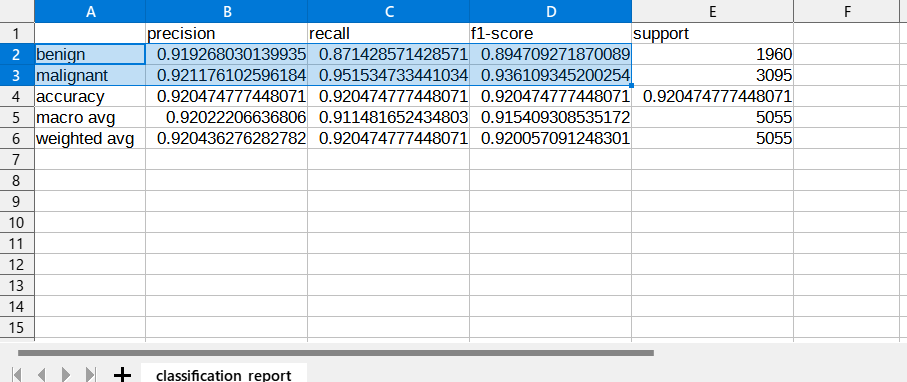 A B C D E F
1 precision recall f1-score support
2 benign 0.919268030139935 0.871428571428571 0.894709271870089 1960
3 malignant 0.921176102596184 0.951534733441034 0.936109345200254 3095
4 accuracy 0.920474777448071 0.920474777448071 0.920474777448071 0.920474777448071
5 macro avg 0.92022206636806 0.911481652434803 0.915409308535172 5055
6 weighted avg 0.920436276282782 0.920474777448071 0.920057091248301 5055
7
8
9
10
11
12
13
14
15
classification_report